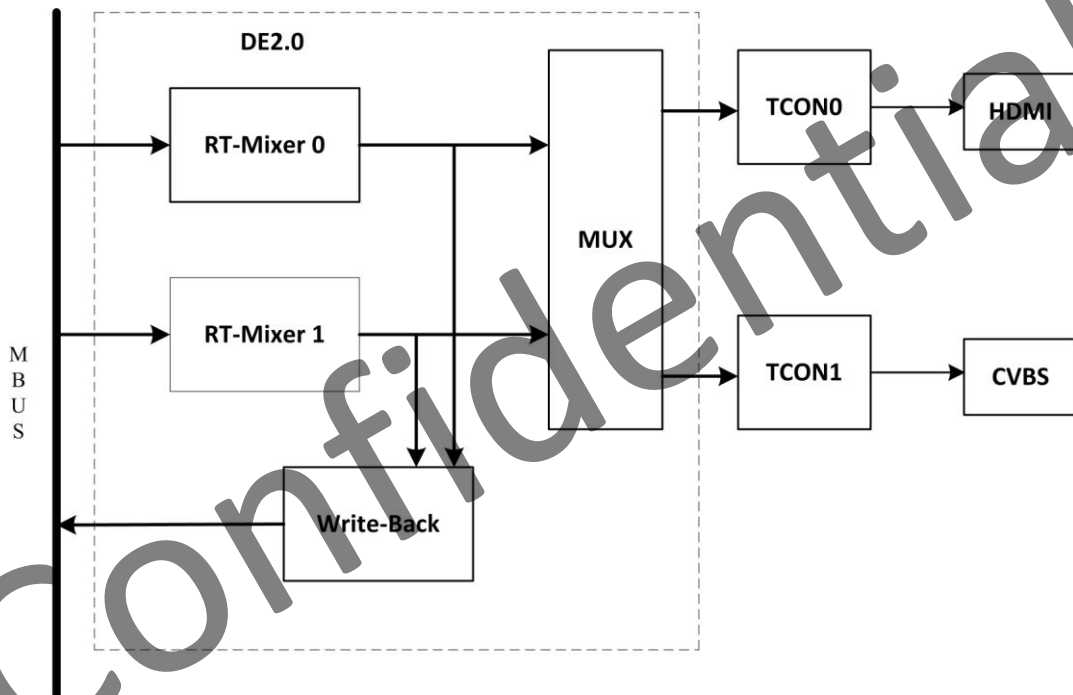 DE2.0
RT-Mixer 0
RT-Mixer 1
MUX
TCON0
HDMI
TCON1
CVBS
Write-Back
M
B
U
S
Confidential